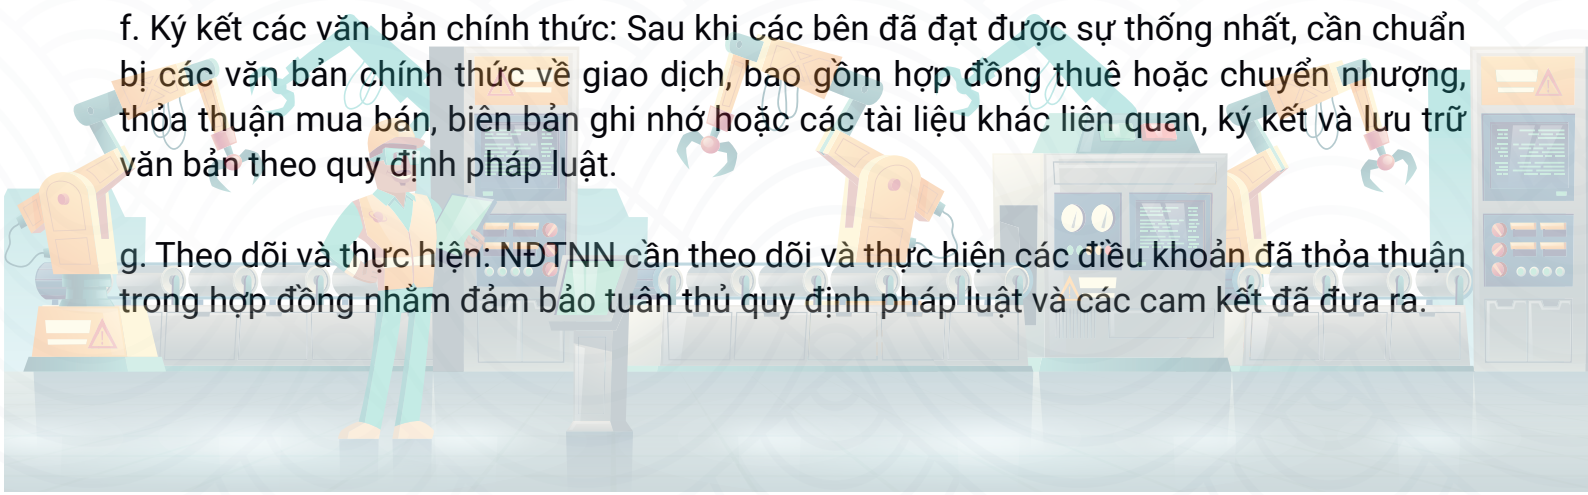 f. Ký kết các văn bản chính thức: Sau khi các bên đã đạt được sự thống nhất, cần chuẩn
bị các văn bản chính thức về giao dịch, bao gồm hợp đồng thuê hoặc chuyển nhượng,
thỏa thuận mua bán, biên bản ghi nhớ hoặc các tài liệu khác liên quan, ký kết và lưu trữ
văn bản theo quy định pháp luật.
g. Theo dõi và thực hiện: NĐTNN cần theo dõi và thực hiện các điều khoản đã thỏa thuận
trong hợp đồng nhằm đảm bảo tuân thủ quy định pháp luật và các cam kết đã đưa ra.